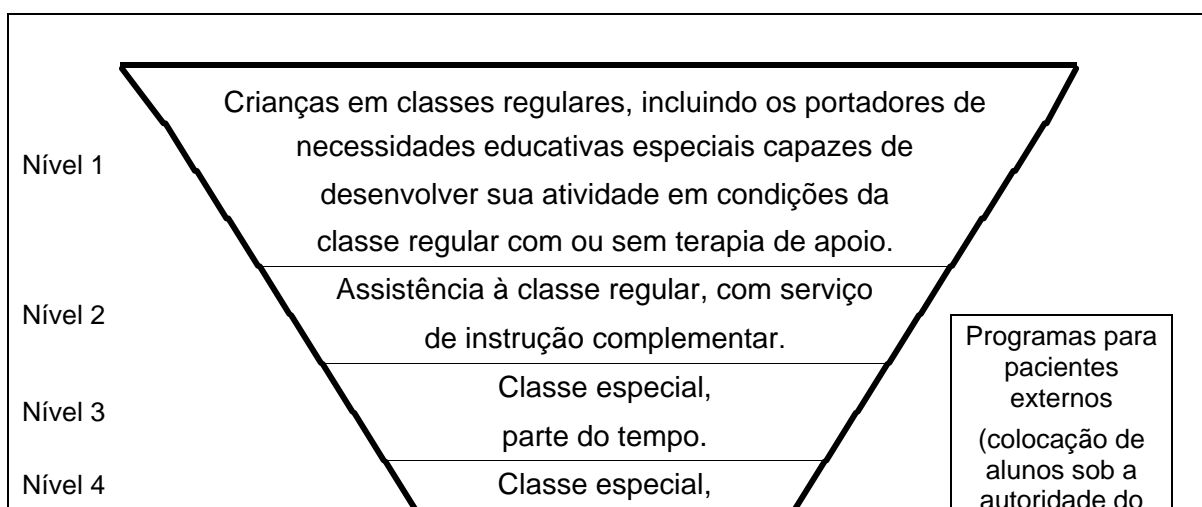 Nível 1
Crianças em classes regulares, incluindo os portadores de
necessidades educativas especiais capazes de
desenvolver sua atividade em condições da
classe regular com ou sem terapia de apoio.
Nível 2
Assistência à classe regular, com serviço
de instrução complementar.
Nível 3
Classe especial,
parte do tempo.
Nível 4
Classe especial,
Programas para
pacientes
externos
(colocação de
alunos sob a
autoridade do